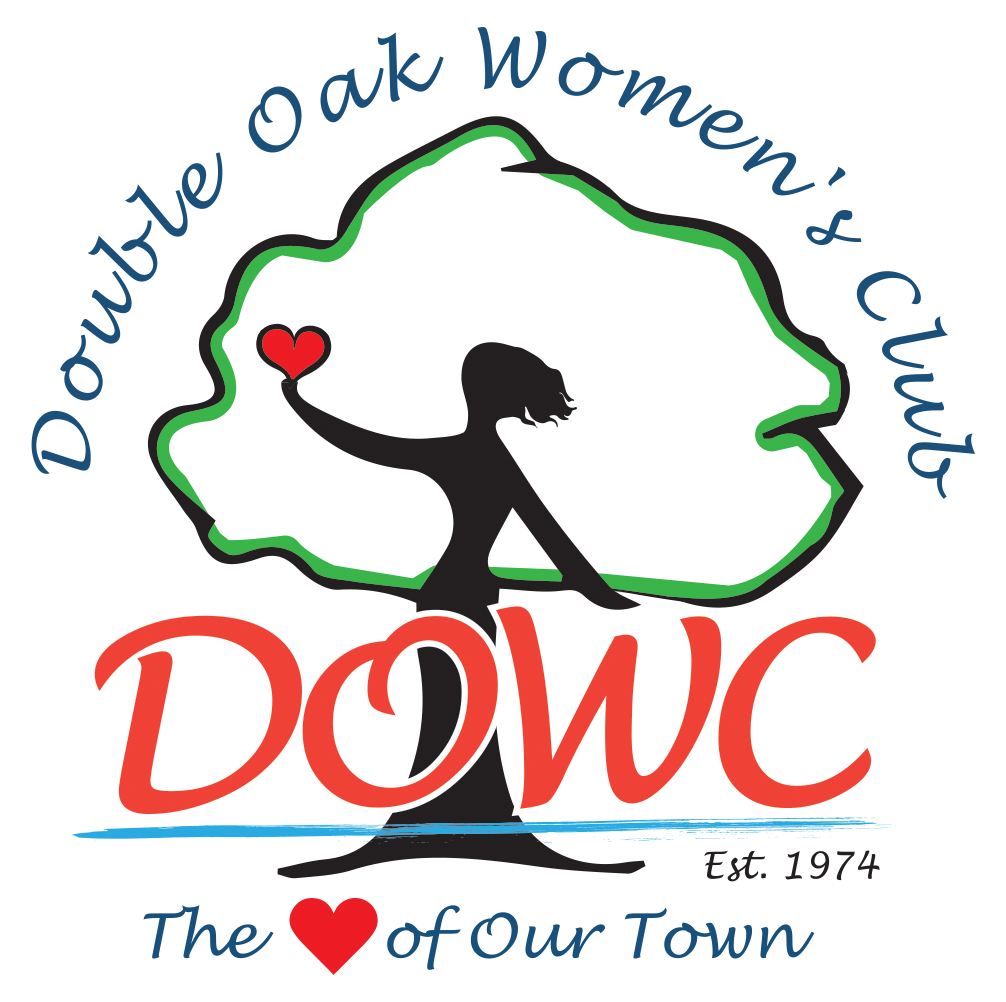 Double Oak Women's Club
DOWC
Est. 1974
The ❤ of Our Town